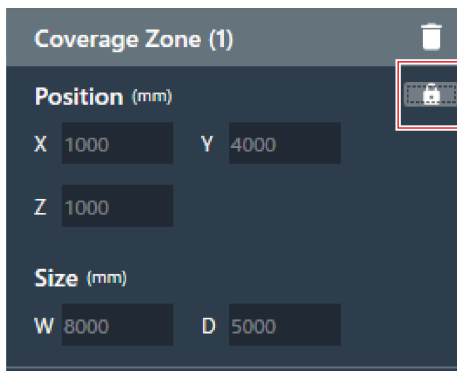 Coverage Zone (1)
Position (mm)
X 1000 Y 4000
Z 1000
Size (mm)
W 8000 D 5000